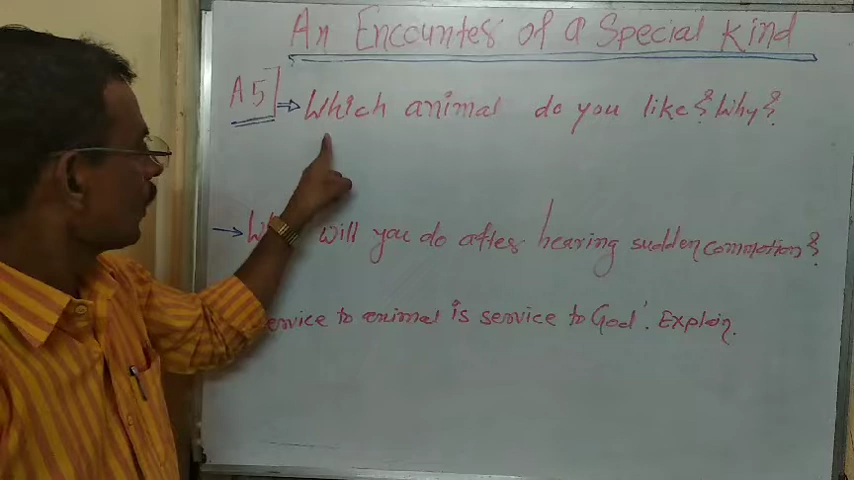 An Encounter of a Special Kind
A5
→ Which animal do you like? Why?
→ will you do after hearing sudden commotion?
ervice to animal is service to God'. Explain.